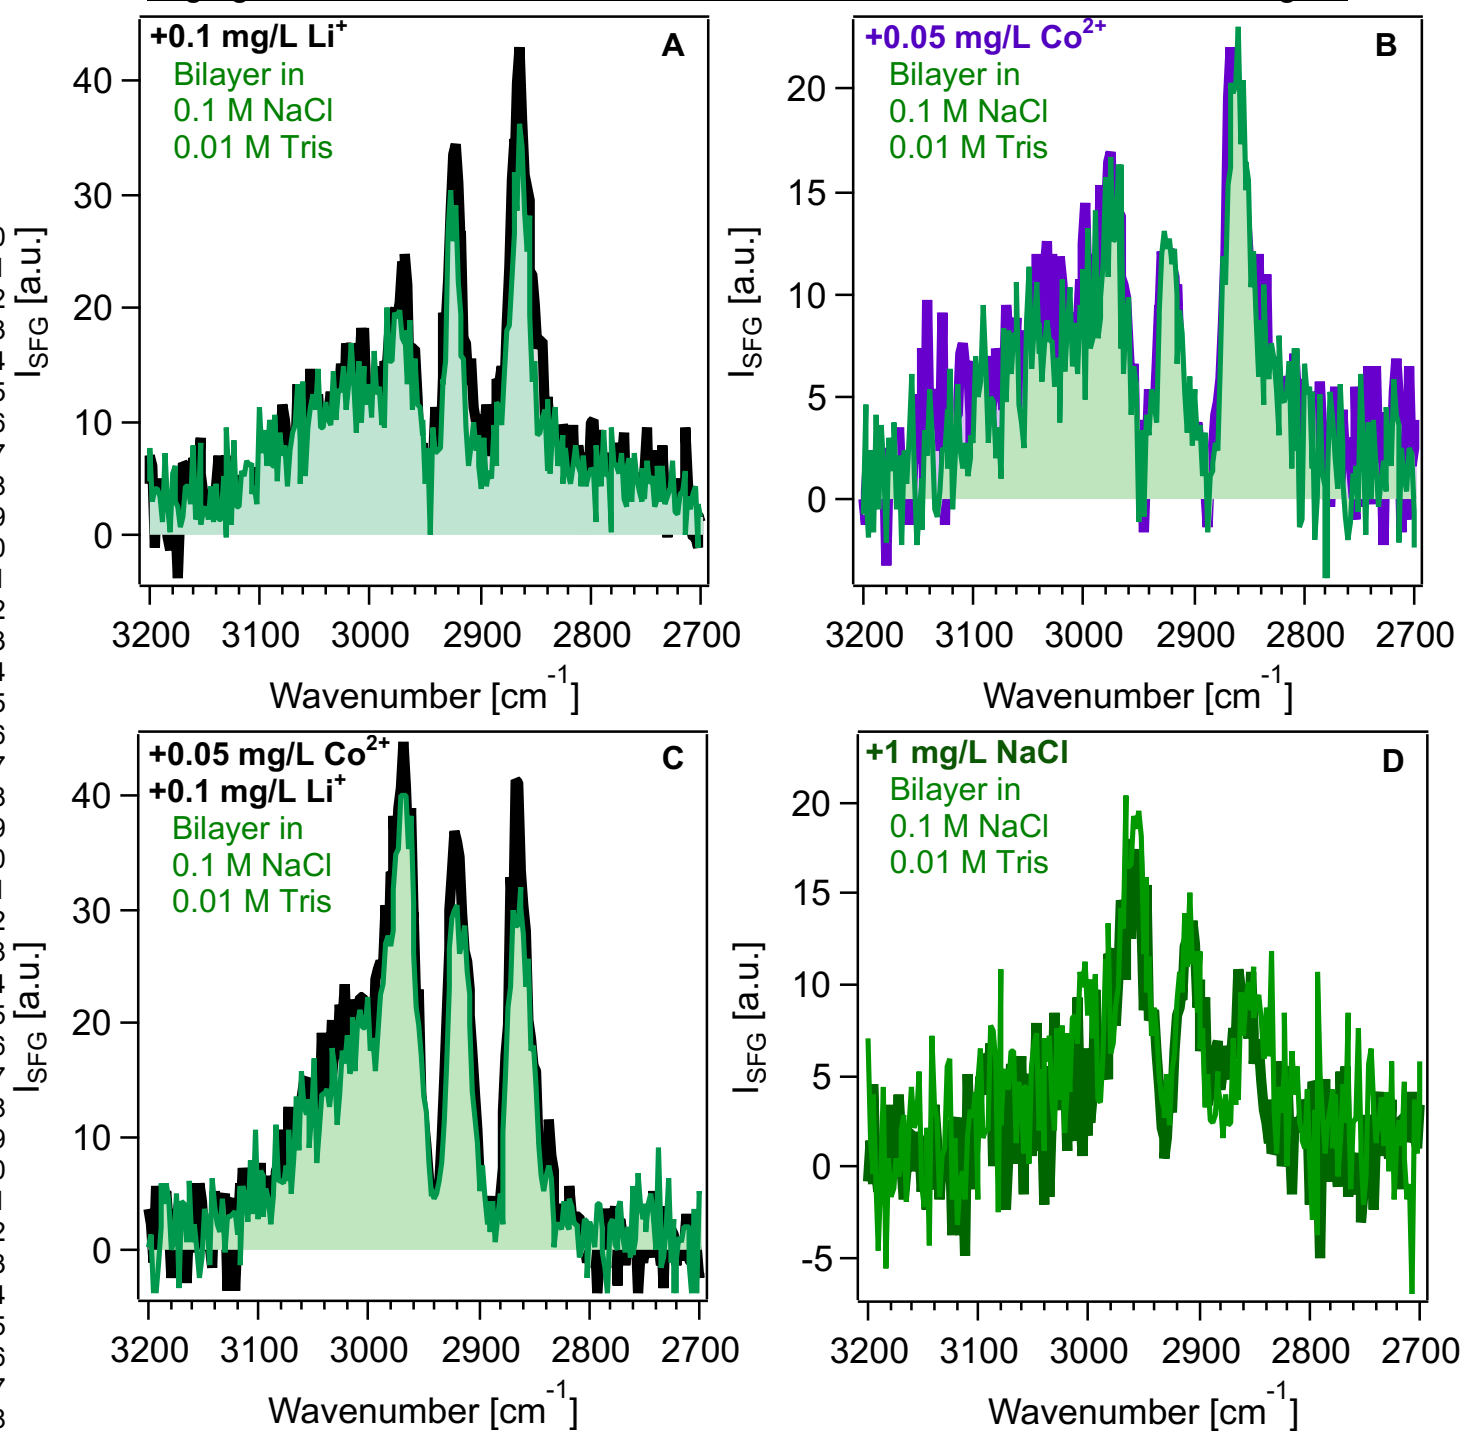 +0.1 mg/L Li⁺
A
Bilayer in
0.1 M NaCl
0.01 M Tris
40
30
20
10
0
I_SFG [a.u.]
3200 3100 3000 2900 2800 2700
Wavenumber [cm⁻¹]
+0.05 mg/L Co²⁺
B
Bilayer in
0.1 M NaCl
0.01 M Tris
20
15
10
5
0
I_SFG [a.u.]
3200 3100 3000 2900 2800 2700
Wavenumber [cm⁻¹]
+0.05 mg/L Co²⁺
C
+0.1 mg/L Li⁺
Bilayer in
0.1 M NaCl
0.01 M Tris
40
30
20
10
0
I_SFG [a.u.]
3200 3100 3000 2900 2800 2700
Wavenumber [cm⁻¹]
+1 mg/L NaCl
D
Bilayer in
0.1 M NaCl
0.01 M Tris
20
15
10
5
0
-5
I_SFG [a.u.]
3200 3100 3000 2900 2800 2700
Wavenumber [cm⁻¹]